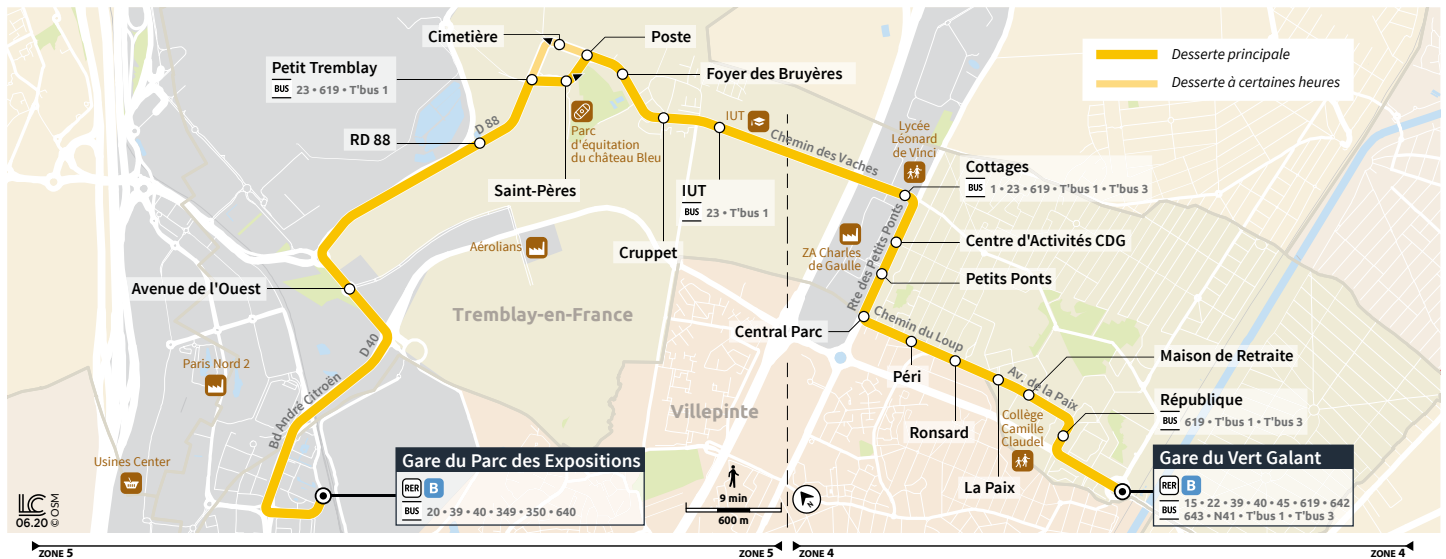 Cimetière
Poste
Petit Tremblay
BUS 23 • 619 • T'bus 1
Foyer des Bruyères
Desserte principale
Desserte à certaines heures
RD 88
D 88
Parc
d'équitation
du château Bleu
IUT
Chemin des Vaches
Lycée
Léonard
de Vinci
Saint-Pères
IUT
BUS 23 • T'bus 1
Cottages
BUS 1 • 23 • 619 • T'bus 1 • T'bus 3
Aérolians
Cruppet
ZA Charles
de Gaulle
Rte des Petits Ponts
Centre d'Activités CDG
Petits Ponts
Avenue de l'Ouest
Tremblay-en-France
Central Parc
Chemin du Loup
D 40
Paris Nord 2
Péri
Av. de la Paix
Maison de Retraite
Bd André Citroën
Villepinte
Ronsard
Collège
Camille
Claudel
République
BUS 619 • T'bus 1 • T'bus 3
Usines Center
Gare du Parc des Expositions
RER B
BUS 20 • 39 • 40 • 349 • 350 • 640
La Paix
Gare du Vert Galant
RER B
BUS 15 • 22 • 39 • 40 • 45 • 619 • 642
643 • N41 • T'bus 1 • T'bus 3
9 min
600 m
N
LC
06.20 © OSM
ZONE 5
ZONE 5
ZONE 4
ZONE 4